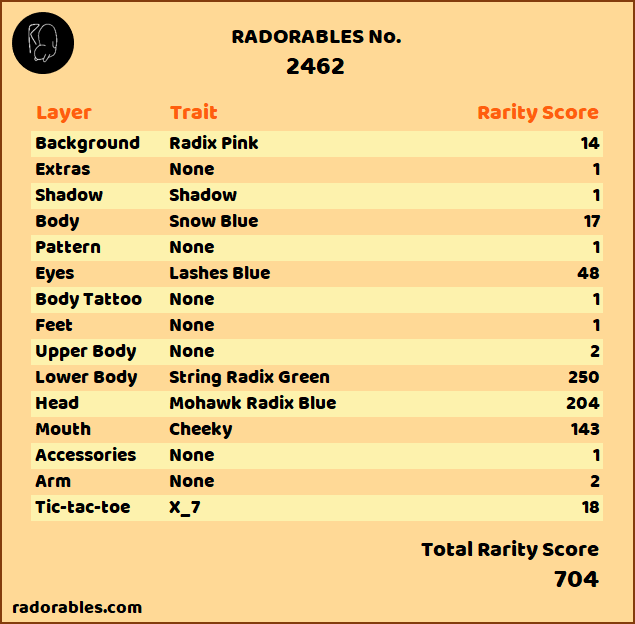 RADORABLES No.
2462
Layer Trait Rarity Score
Background Radix Pink 14
Extras None 1
Shadow Shadow 1
Body Snow Blue 17
Pattern None 1
Eyes Lashes Blue 48
Body Tattoo None 1
Feet None 1
Upper Body None 2
Lower Body String Radix Green 250
Head Mohawk Radix Blue 204
Mouth Cheeky 143
Accessories None 1
Arm None 2
Tic-tac-toe X_7 18
Total Rarity Score
704
radorables.com